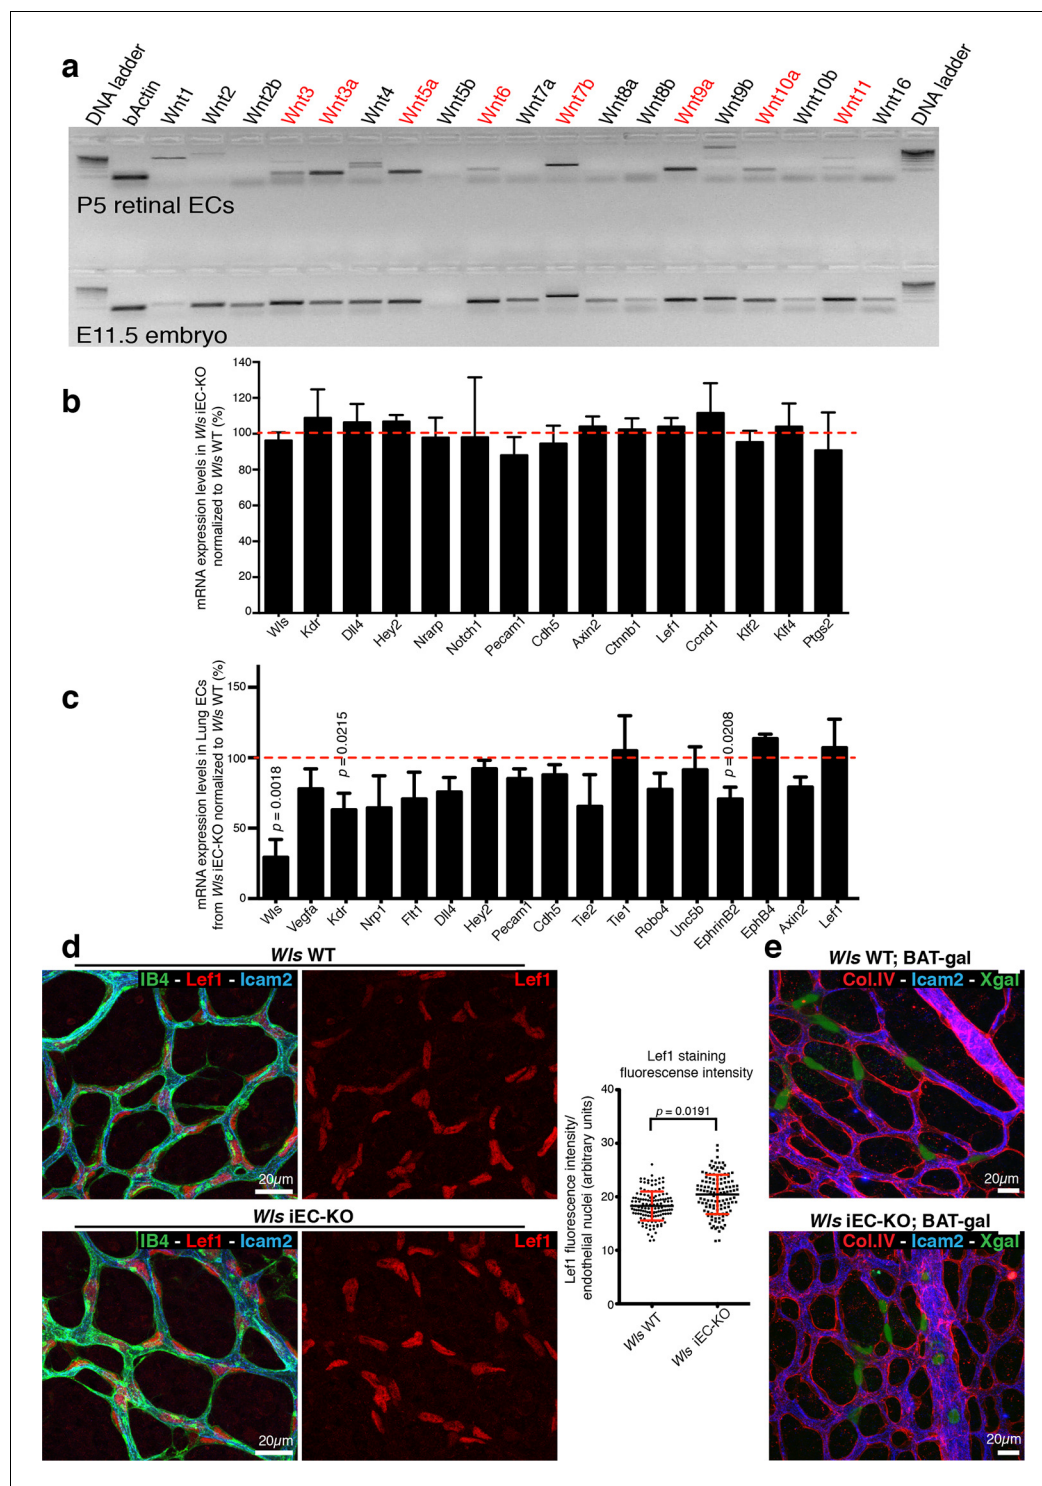 a
DNA ladder
bActin
Wnt1
Wnt2
Wnt2b
Wnt3
Wnt3a
Wnt4
Wnt5a
Wnt5b
Wnt6
Wnt7a
Wnt7b
Wnt8a
Wnt8b
Wnt9a
Wnt9b
Wnt10a
Wnt10b
Wnt11
Wnt16
DNA ladder
P5 retinal ECs
E11.5 embryo
b
mRNA expression levels in Wls iEC-KO
normalized to Wls WT (%)
140
120
100
80
60
40
20
0
Wls
Kdr
Dll4
Hey2
Nrarp
Notch1
Pecam1
Cdh5
Axin2
Ctnnb1
Lef1
Ccnd1
Klf2
Klf4
Ptgs2
c
mRNA expression levels in Lung ECs
from Wls iEC-KO normalized to Wls WT (%)
150
100
50
0
p = 0.0018
p = 0.0215
p = 0.0208
Wls
Vegfa
Kdr
Nrp1
Flt1
Dll4
Hey2
Pecam1
Cdh5
Tie2
Tie1
Robo4
Unc5b
EphrinB2
EphB4
Axin2
Lef1
d
Wls WT
IB4 - Lef1 - Icam2
Lef1
20µm
Wls iEC-KO
IB4 - Lef1 - Icam2
Lef1
20µm
Lef1 staining
fluorescense intensity
Lef1 fluorescence intensity/
endothelial nuclei (arbitrary units)
40
30
20
10
0
p = 0.0191
Wls WT
Wls iEC-KO
e
Wls WT; BAT-gal
Col.IV - Icam2 - Xgal
20µm
Wls iEC-KO; BAT-gal
Col.IV - Icam2 - Xgal
20µm